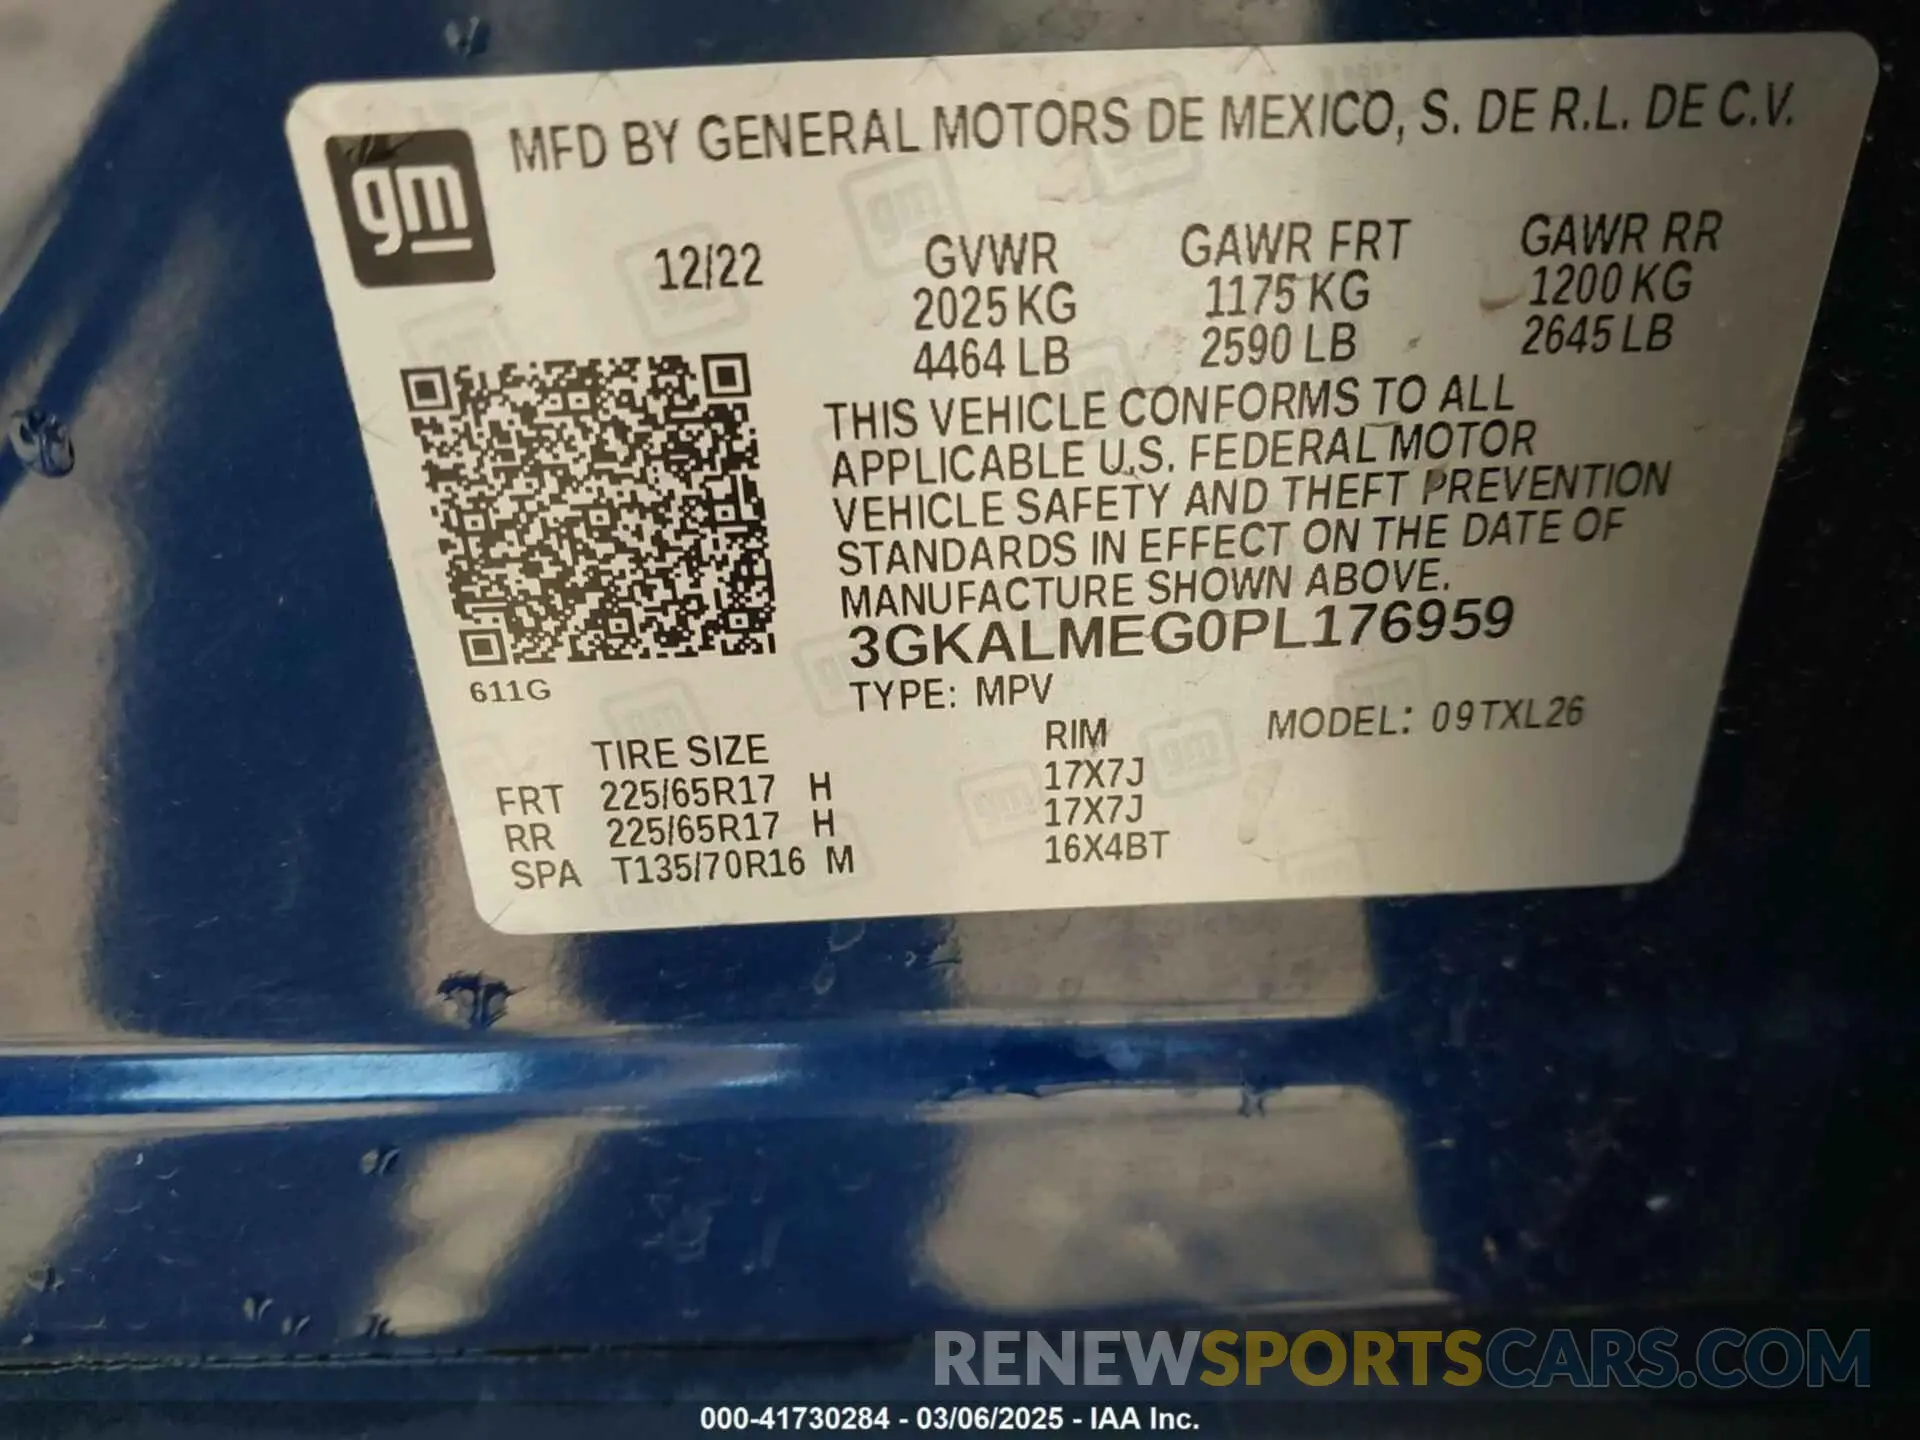 gm
MFD BY GENERAL MOTORS DE MEXICO, S. DE R.L. DE C.V.
12/22 GVWR GAWR FRT GAWR RR
2025 KG 1175 KG 1200 KG
4464 LB 2590 LB 2645 LB
THIS VEHICLE CONFORMS TO ALL
APPLICABLE U.S. FEDERAL MOTOR
VEHICLE SAFETY AND THEFT PREVENTION
STANDARDS IN EFFECT ON THE DATE OF
MANUFACTURE SHOWN ABOVE.
3GKALMEG0PL176959
611G TYPE: MPV
TIRE SIZE RIM MODEL: 09TXL26
FRT 225/65R17 H 17X7J
RR 225/65R17 H 17X7J
SPA T135/70R16 M 16X4BT
RENEWSPORTSCARS.COM
000-41730284 - 03/06/2025 - IAA Inc.